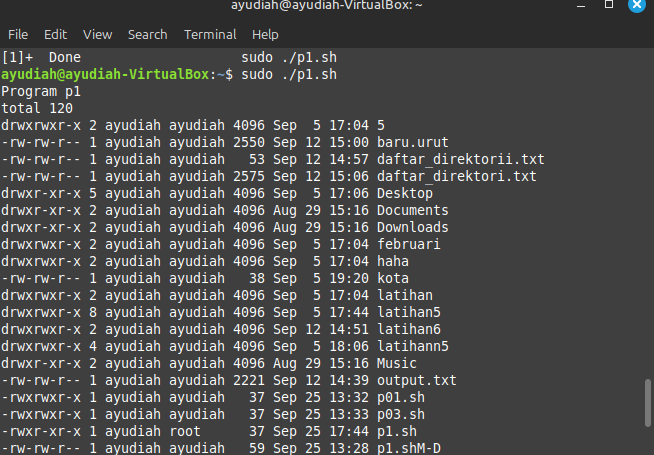 ayudiah@ayudiah-VirtualBox: ~
File Edit View Search Terminal Help
[1]+  Done                    sudo ./p1.sh
ayudiah@ayudiah-VirtualBox:~$ sudo ./p1.sh
Program p1
total 120
drwxrwxr-x 2 ayudiah ayudiah 4096 Sep  5 17:04 5
-rw-rw-r-- 1 ayudiah ayudiah 2550 Sep 12 15:00 baru.urut
-rw-rw-r-- 1 ayudiah ayudiah   53 Sep 12 14:57 daftar_direktorii.txt
-rw-rw-r-- 1 ayudiah ayudiah 2575 Sep 12 15:06 daftar_direktori.txt
drwxr-xr-x 5 ayudiah ayudiah 4096 Sep  5 17:06 Desktop
drwxr-xr-x 2 ayudiah ayudiah 4096 Aug 29 15:16 Documents
drwxr-xr-x 2 ayudiah ayudiah 4096 Aug 29 15:16 Downloads
drwxrwxr-x 2 ayudiah ayudiah 4096 Sep  5 17:04 februari
drwxrwxr-x 2 ayudiah ayudiah 4096 Sep  5 17:04 haha
-rw-rw-r-- 1 ayudiah ayudiah   38 Sep  5 19:20 kota
drwxrwxr-x 2 ayudiah ayudiah 4096 Sep  5 17:04 latihan
drwxrwxr-x 8 ayudiah ayudiah 4096 Sep  5 17:44 latihan5
drwxrwxr-x 2 ayudiah ayudiah 4096 Sep 12 14:51 latihan6
drwxrwxr-x 4 ayudiah ayudiah 4096 Sep  5 18:06 latihann5
drwxr-xr-x 2 ayudiah ayudiah 4096 Aug 29 15:16 Music
-rw-rw-r-- 1 ayudiah ayudiah 2221 Sep 12 14:39 output.txt
-rwxrwxr-x 1 ayudiah ayudiah   37 Sep 25 13:32 p01.sh
-rwxrwxr-x 1 ayudiah ayudiah   37 Sep 25 13:33 p03.sh
-rwxr-xr-x 1 ayudiah root      37 Sep 25 17:44 p1.sh
-rw-rw-r-- 1 ayudiah ayudiah   59 Sep 25 13:28 p1.shM-D